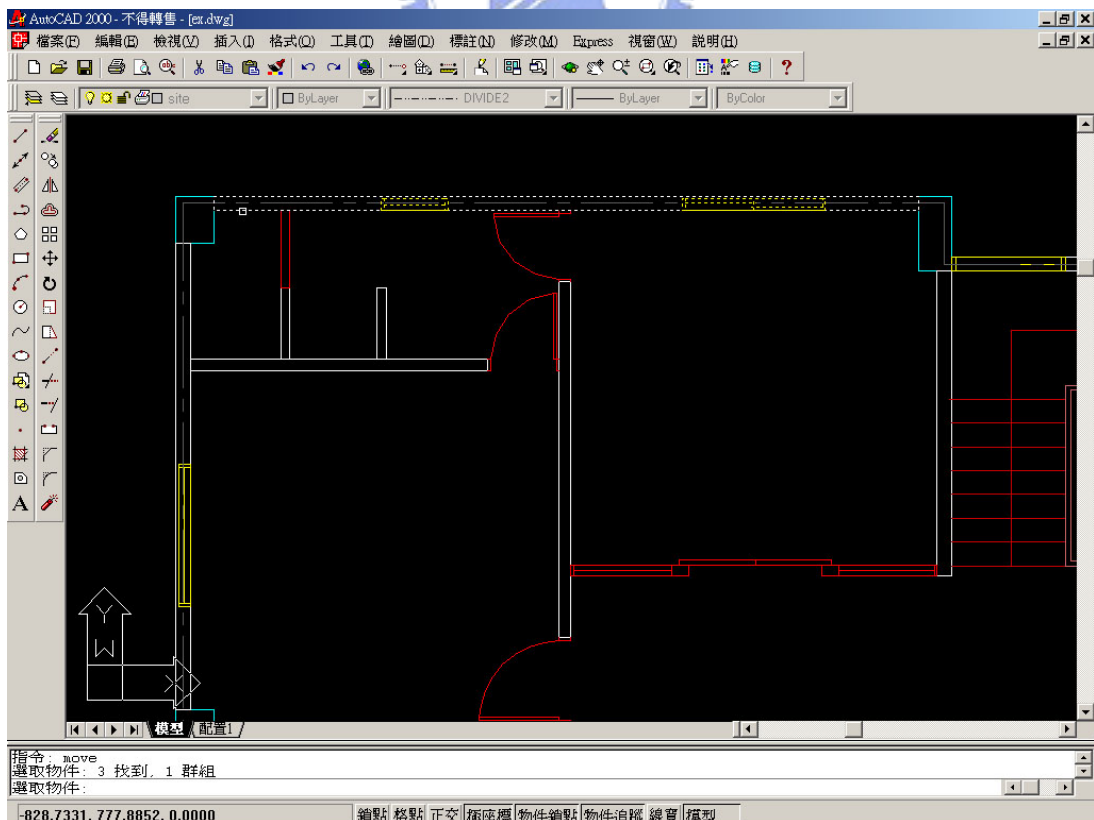 AutoCAD 2000 - 不得轉售 - [ex.dwg]
檔案(F) 編輯(E) 檢視(V) 插入(I) 格式(O) 工具(T) 繪圖(D) 標註(N) 修改(M) Express 視窗(W) 說明(H)
site ByLayer DIVIDE2 ByLayer ByColor
A
Y
W
X
模型 配置1
指令: move
選取物件: 3 找到, 1 群組
選取物件:
-828.7331, 777.8852, 0.0000 鎖點 格點 正交 極座標 物件鎖點 物件追蹤 線寬 模型